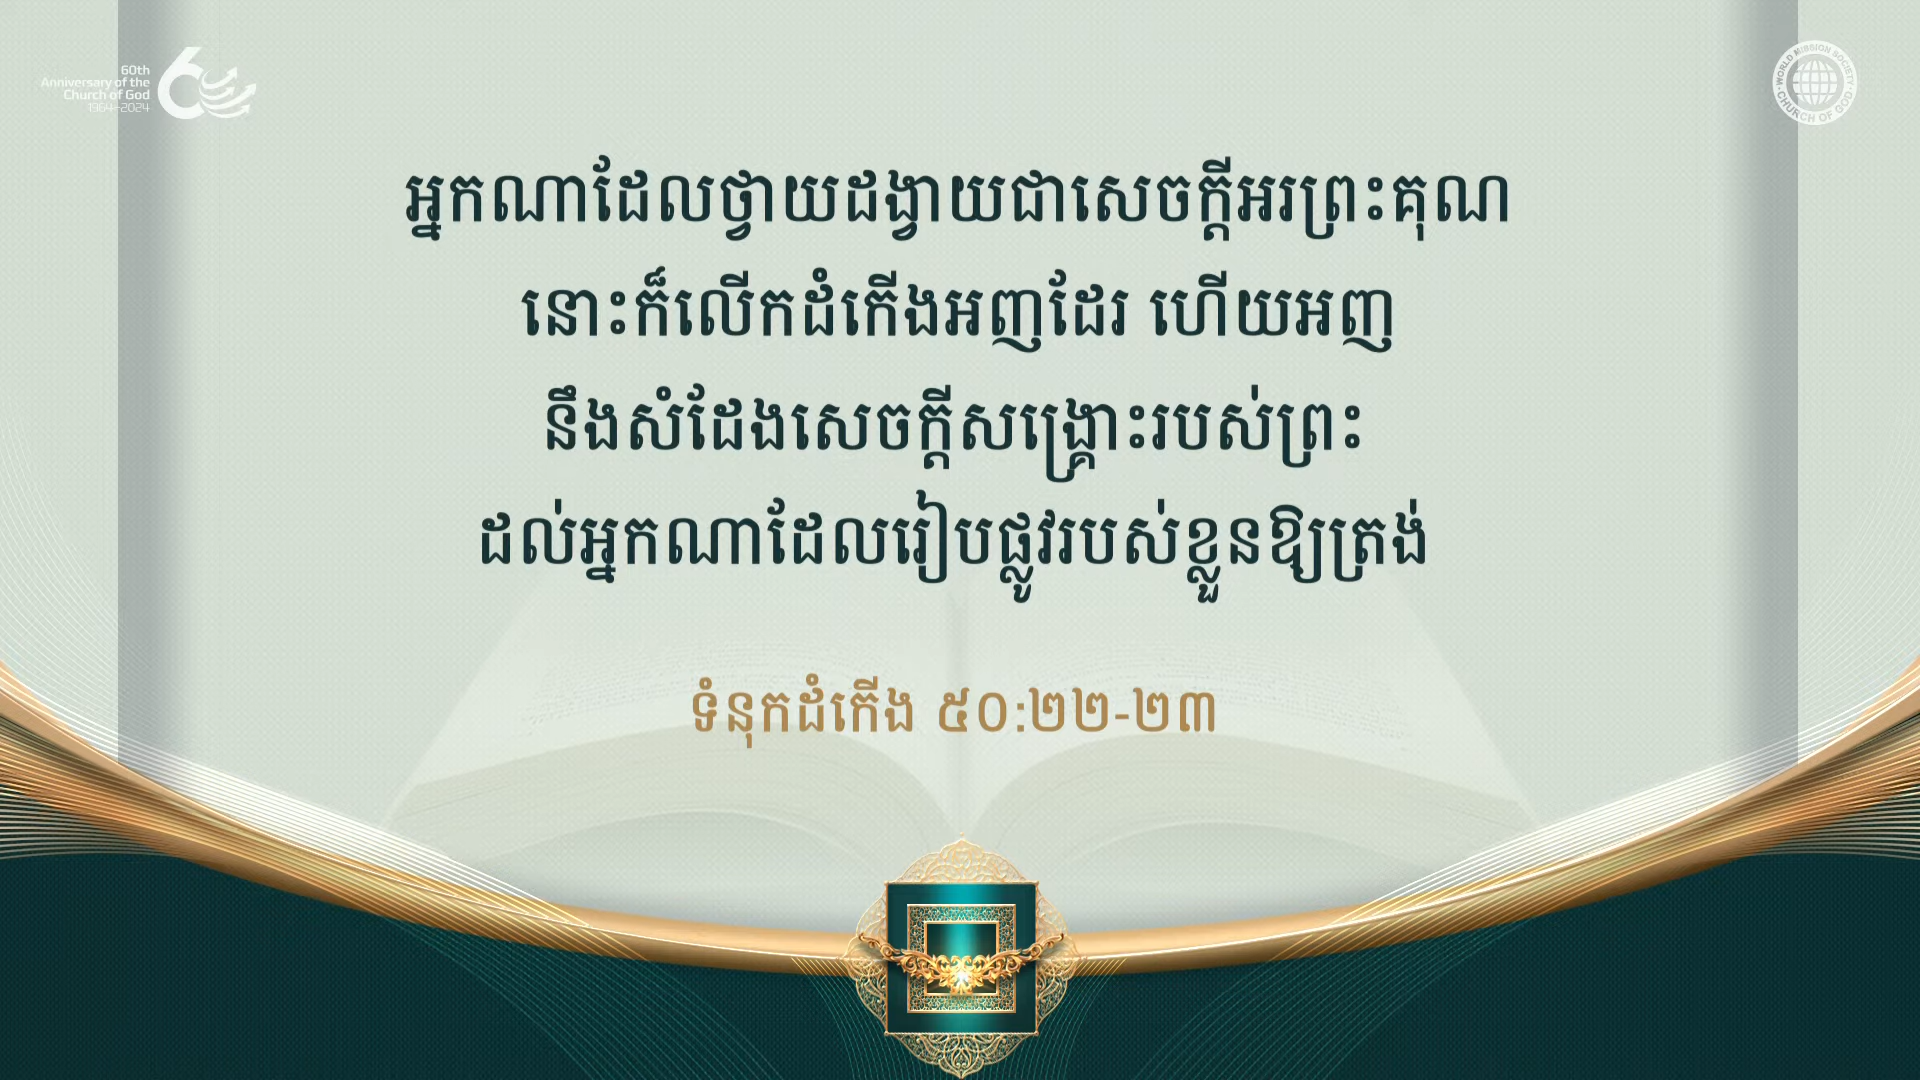 60th
Anniversary of the
Church of God
1964–2024
60
WORLD MISSION SOCIETY
CHURCH OF GOD
អ្នកណាដែលថ្វាយដង្វាយជាសេចក្ដីអរព្រះគុណ
នោះក៏លើកដំកើងអញដែរ ហើយអញ
នឹងសំដែងសេចក្ដីសង្គ្រោះរបស់ព្រះ
ដល់អ្នកណាដែលរៀបផ្លូវរបស់ខ្លួនឱ្យត្រង់
ទំនុកដំកើង ៥០:២២-២៣